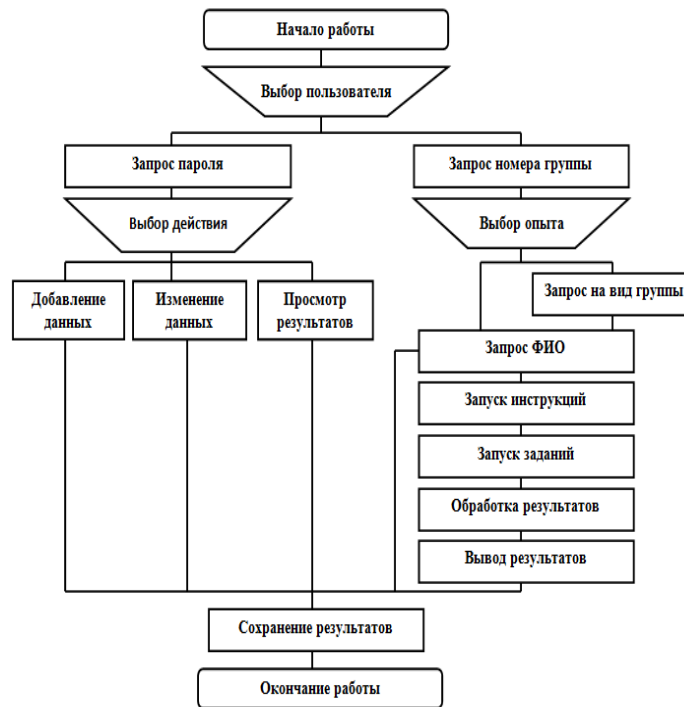 Начало работы
Выбор пользователя
Запрос пароля
Запрос номера группы
Выбор действия
Выбор опыта
Добавление
данных
Изменение
данных
Просмотр
результатов
Запрос на вид группы
Запрос ФИО
Запуск инструкций
Запуск заданий
Обработка результатов
Вывод результатов
Сохранение результатов
Окончание работы